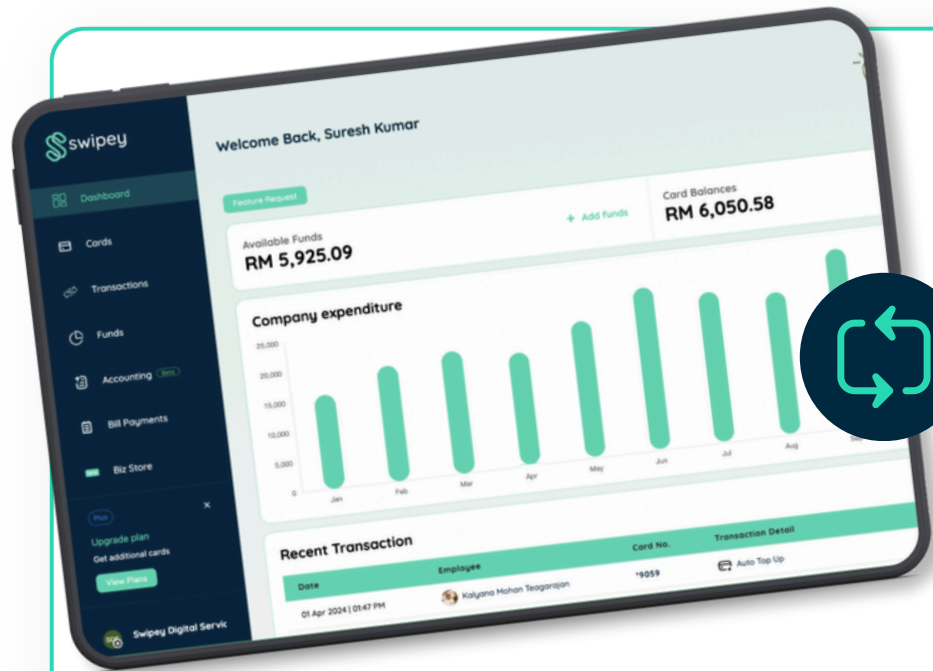 swipey
Dashboard
Cards
Transactions
Funds
Accounting Beta
Bill Payments
Biz Store
Plus
×
Upgrade plan
Get additional cards
View Plans
Swipey Digital Servic
Welcome Back, Suresh Kumar
Feature Request
Available Funds
RM 5,925.09
+ Add funds
Card Balances
RM 6,050.58
Company expenditure
25,000
20,000
15,000
10,000
5,000
0
Jan Feb Mar Apr May Jun Jul Aug
Recent Transaction
Date Employee Card No. Transaction Detail
01 Apr 2024 | 01:47 PM Kalyana Mohan Teagarajan *9059 Auto Top Up